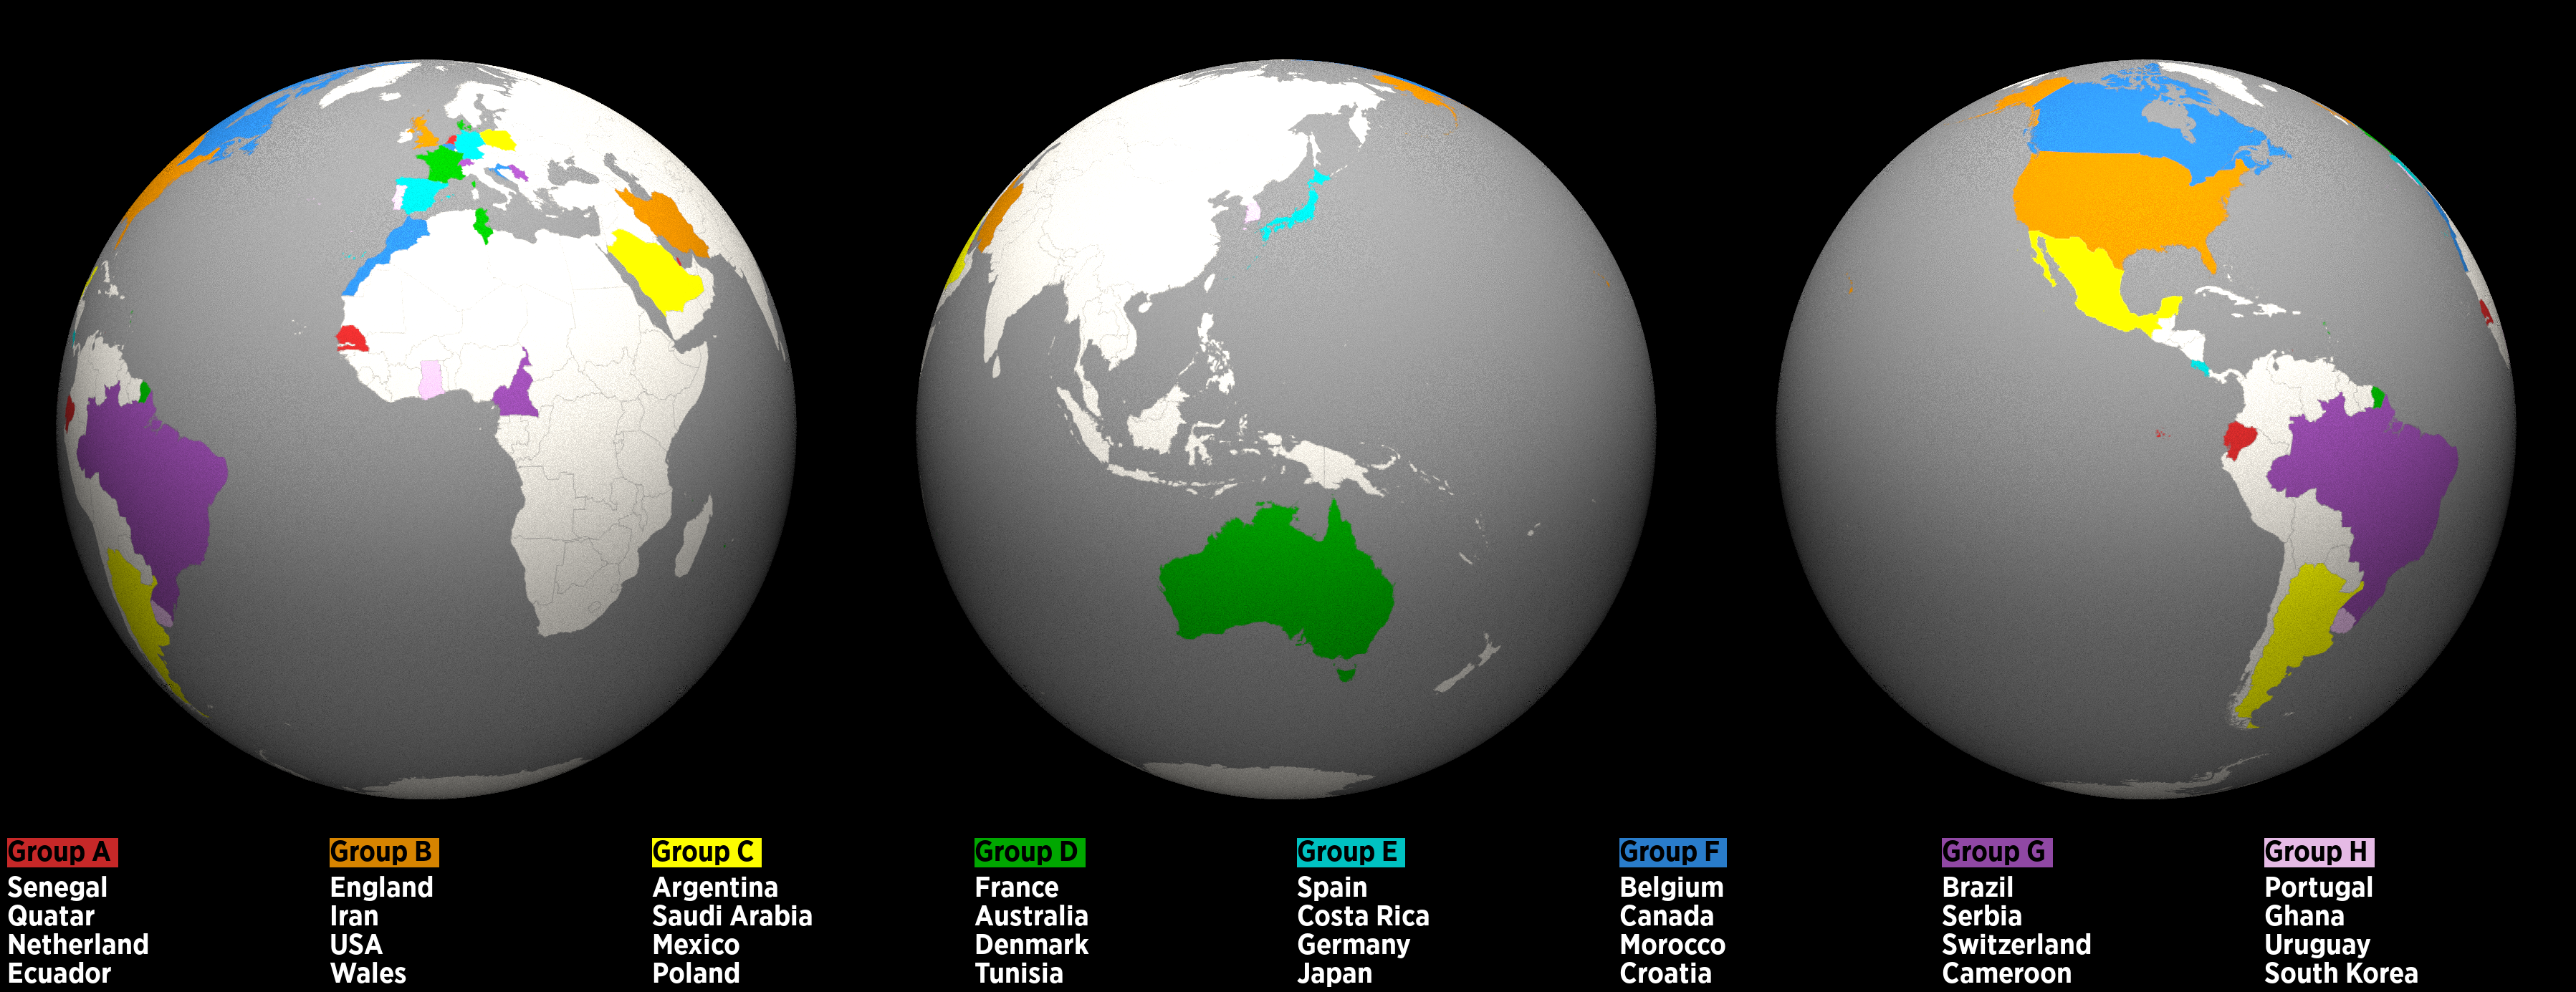 Group A
Senegal
Quatar
Netherland
Ecuador
Group B
England
Iran
USA
Wales
Group C
Argentina
Saudi Arabia
Mexico
Poland
Group D
France
Australia
Denmark
Tunisia
Group E
Spain
Costa Rica
Germany
Japan
Group F
Belgium
Canada
Morocco
Croatia
Group G
Brazil
Serbia
Switzerland
Cameroon
Group H
Portugal
Ghana
Uruguay
South Korea